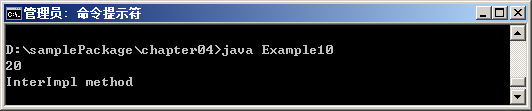 管理员: 命令提示符
D:\samplePackage\chapter04>java Example10
20
InterImpl method